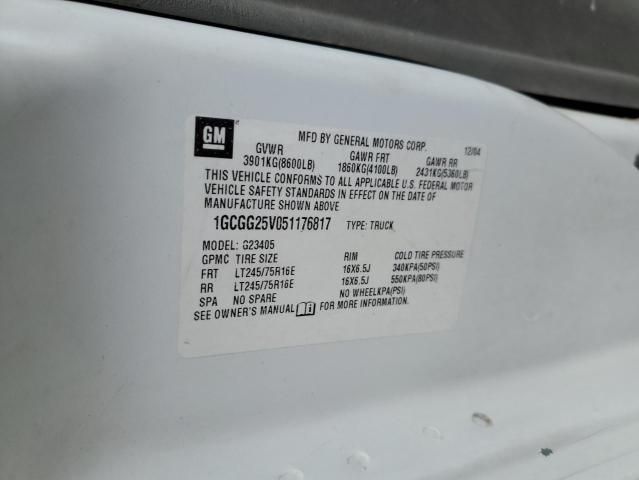 GM
MFD BY GENERAL MOTORS CORP. 12/04
GVWR GAWR FRT GAWR RR
3901KG(8600LB) 1860KG(4100LB) 2431KG(5360LB)
THIS VEHICLE CONFORMS TO ALL APPLICABLE U.S. FEDERAL MOTOR
VEHICLE SAFETY STANDARDS IN EFFECT ON THE DATE OF
MANUFACTURE SHOWN ABOVE
1GCGG25V051176817 TYPE: TRUCK
MODEL: G23405
GPMC TIRE SIZE RIM COLD TIRE PRESSURE
FRT LT245/75R16E 16X6.5J 340KPA(50PSI)
RR LT245/75R16E 16X6.5J 550KPA(80PSI)
SPA NO SPARE NO WHEELKPA(PSI)
SEE OWNER'S MANUAL FOR MORE INFORMATION.